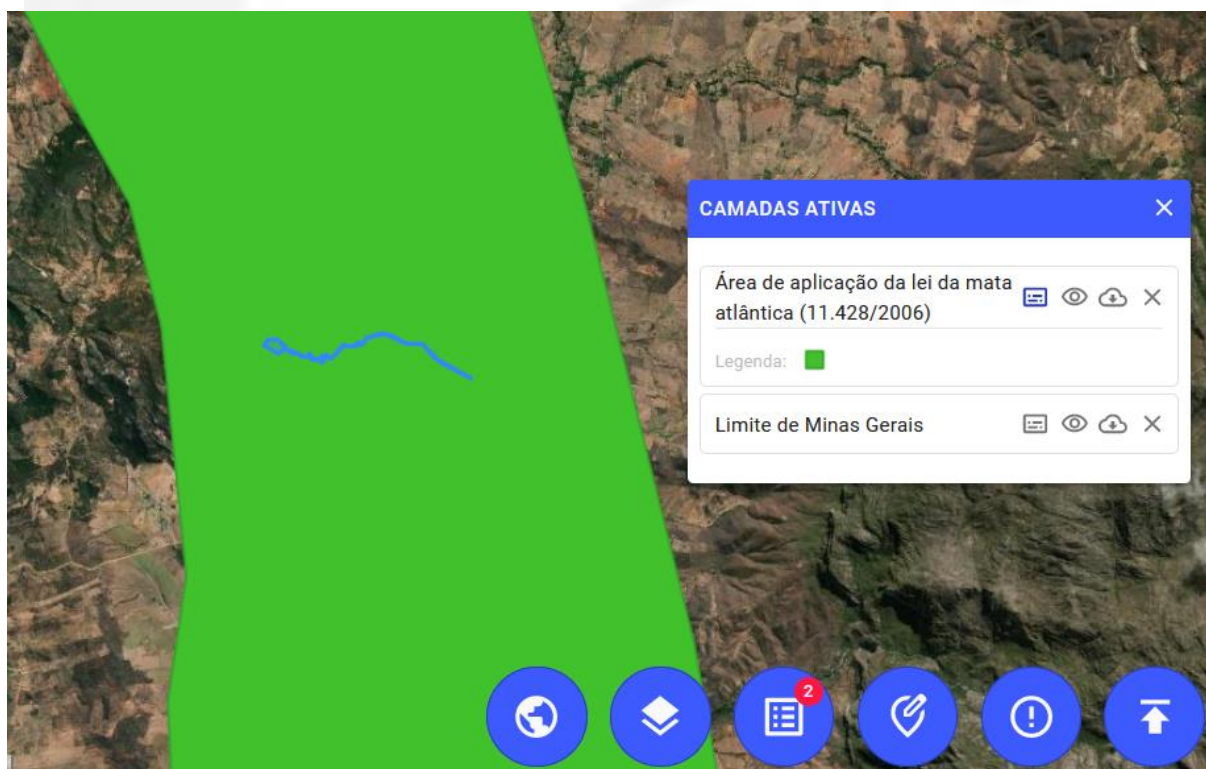 CAMADAS ATIVAS
Área de aplicação da lei da mata
atlântica (11.428/2006)
Legenda:
Limite de Minas Gerais
2